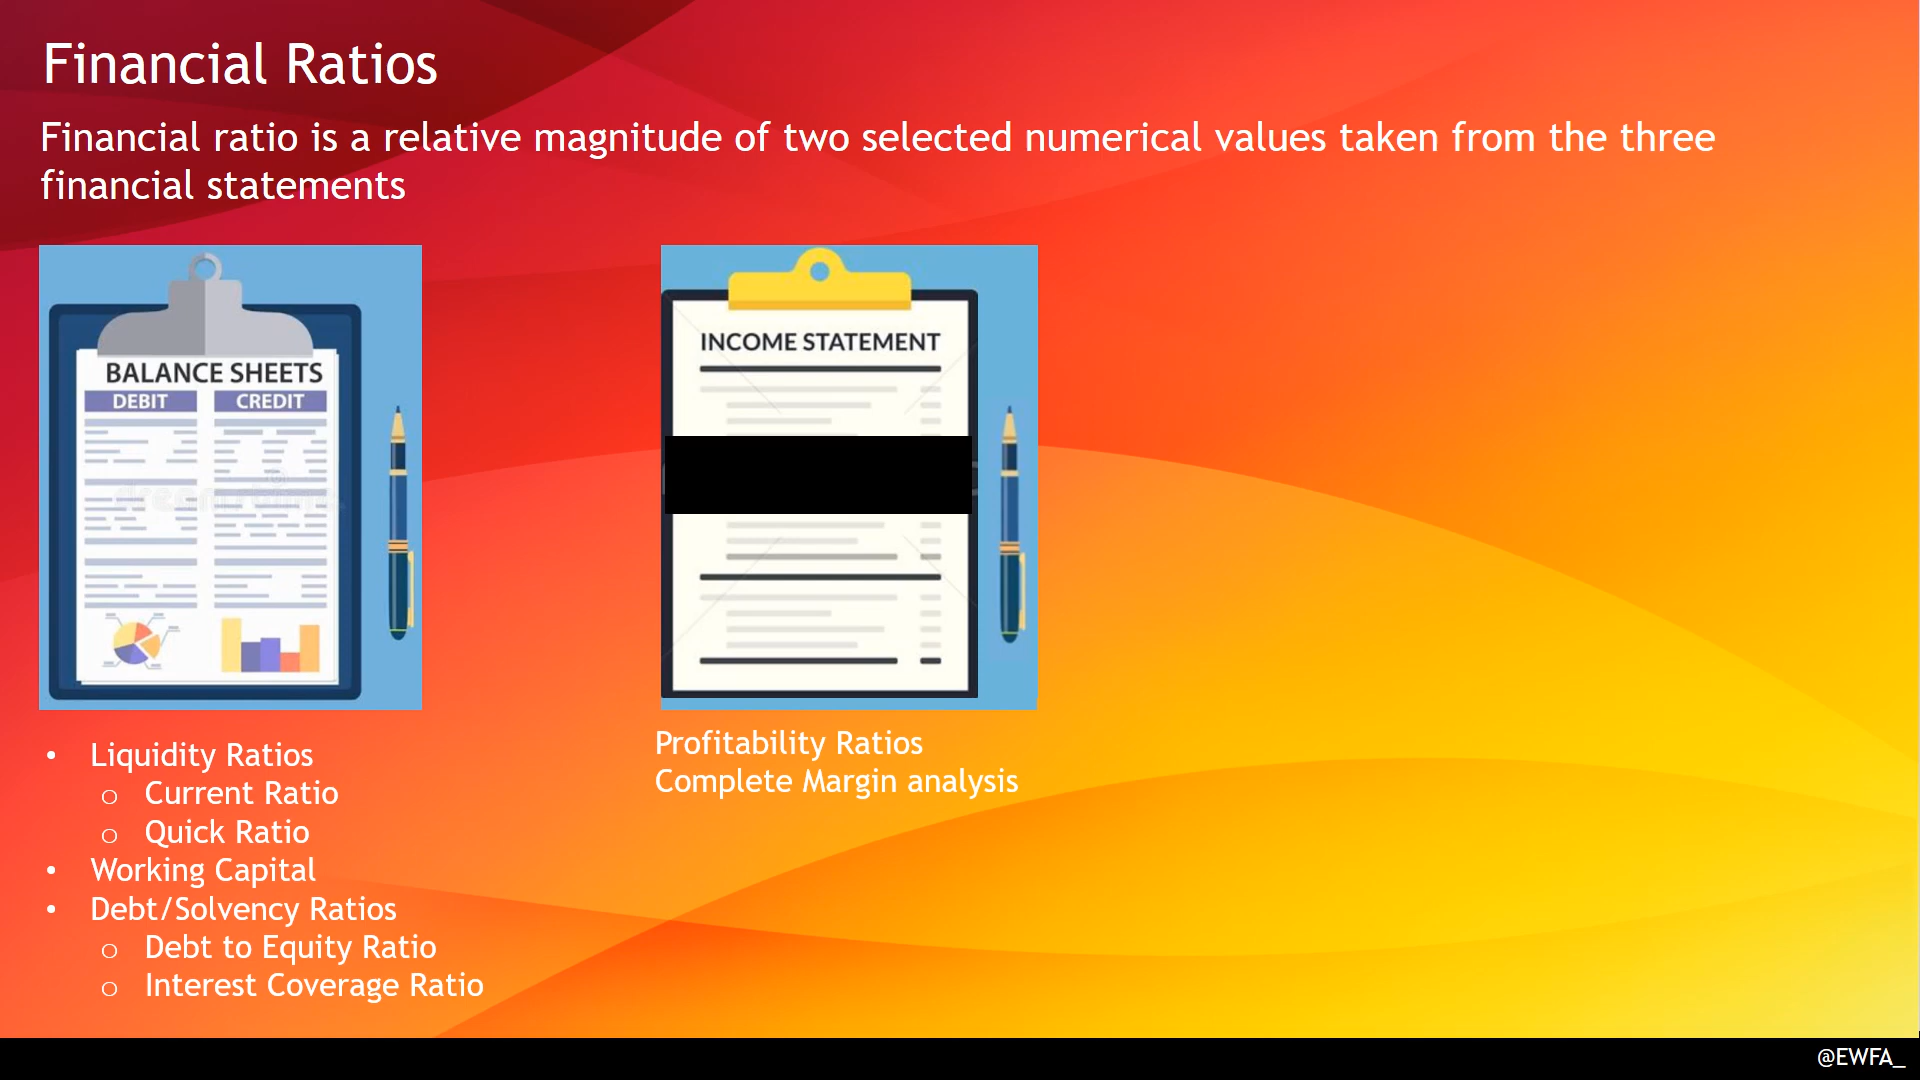 Financial Ratios
Financial ratio is a relative magnitude of two selected numerical values taken from the three
financial statements
BALANCE SHEETS
DEBIT CREDIT
INCOME STATEMENT
• Liquidity Ratios
o Current Ratio
o Quick Ratio
• Working Capital
• Debt/Solvency Ratios
o Debt to Equity Ratio
o Interest Coverage Ratio
Profitability Ratios
Complete Margin analysis
@EWFA_